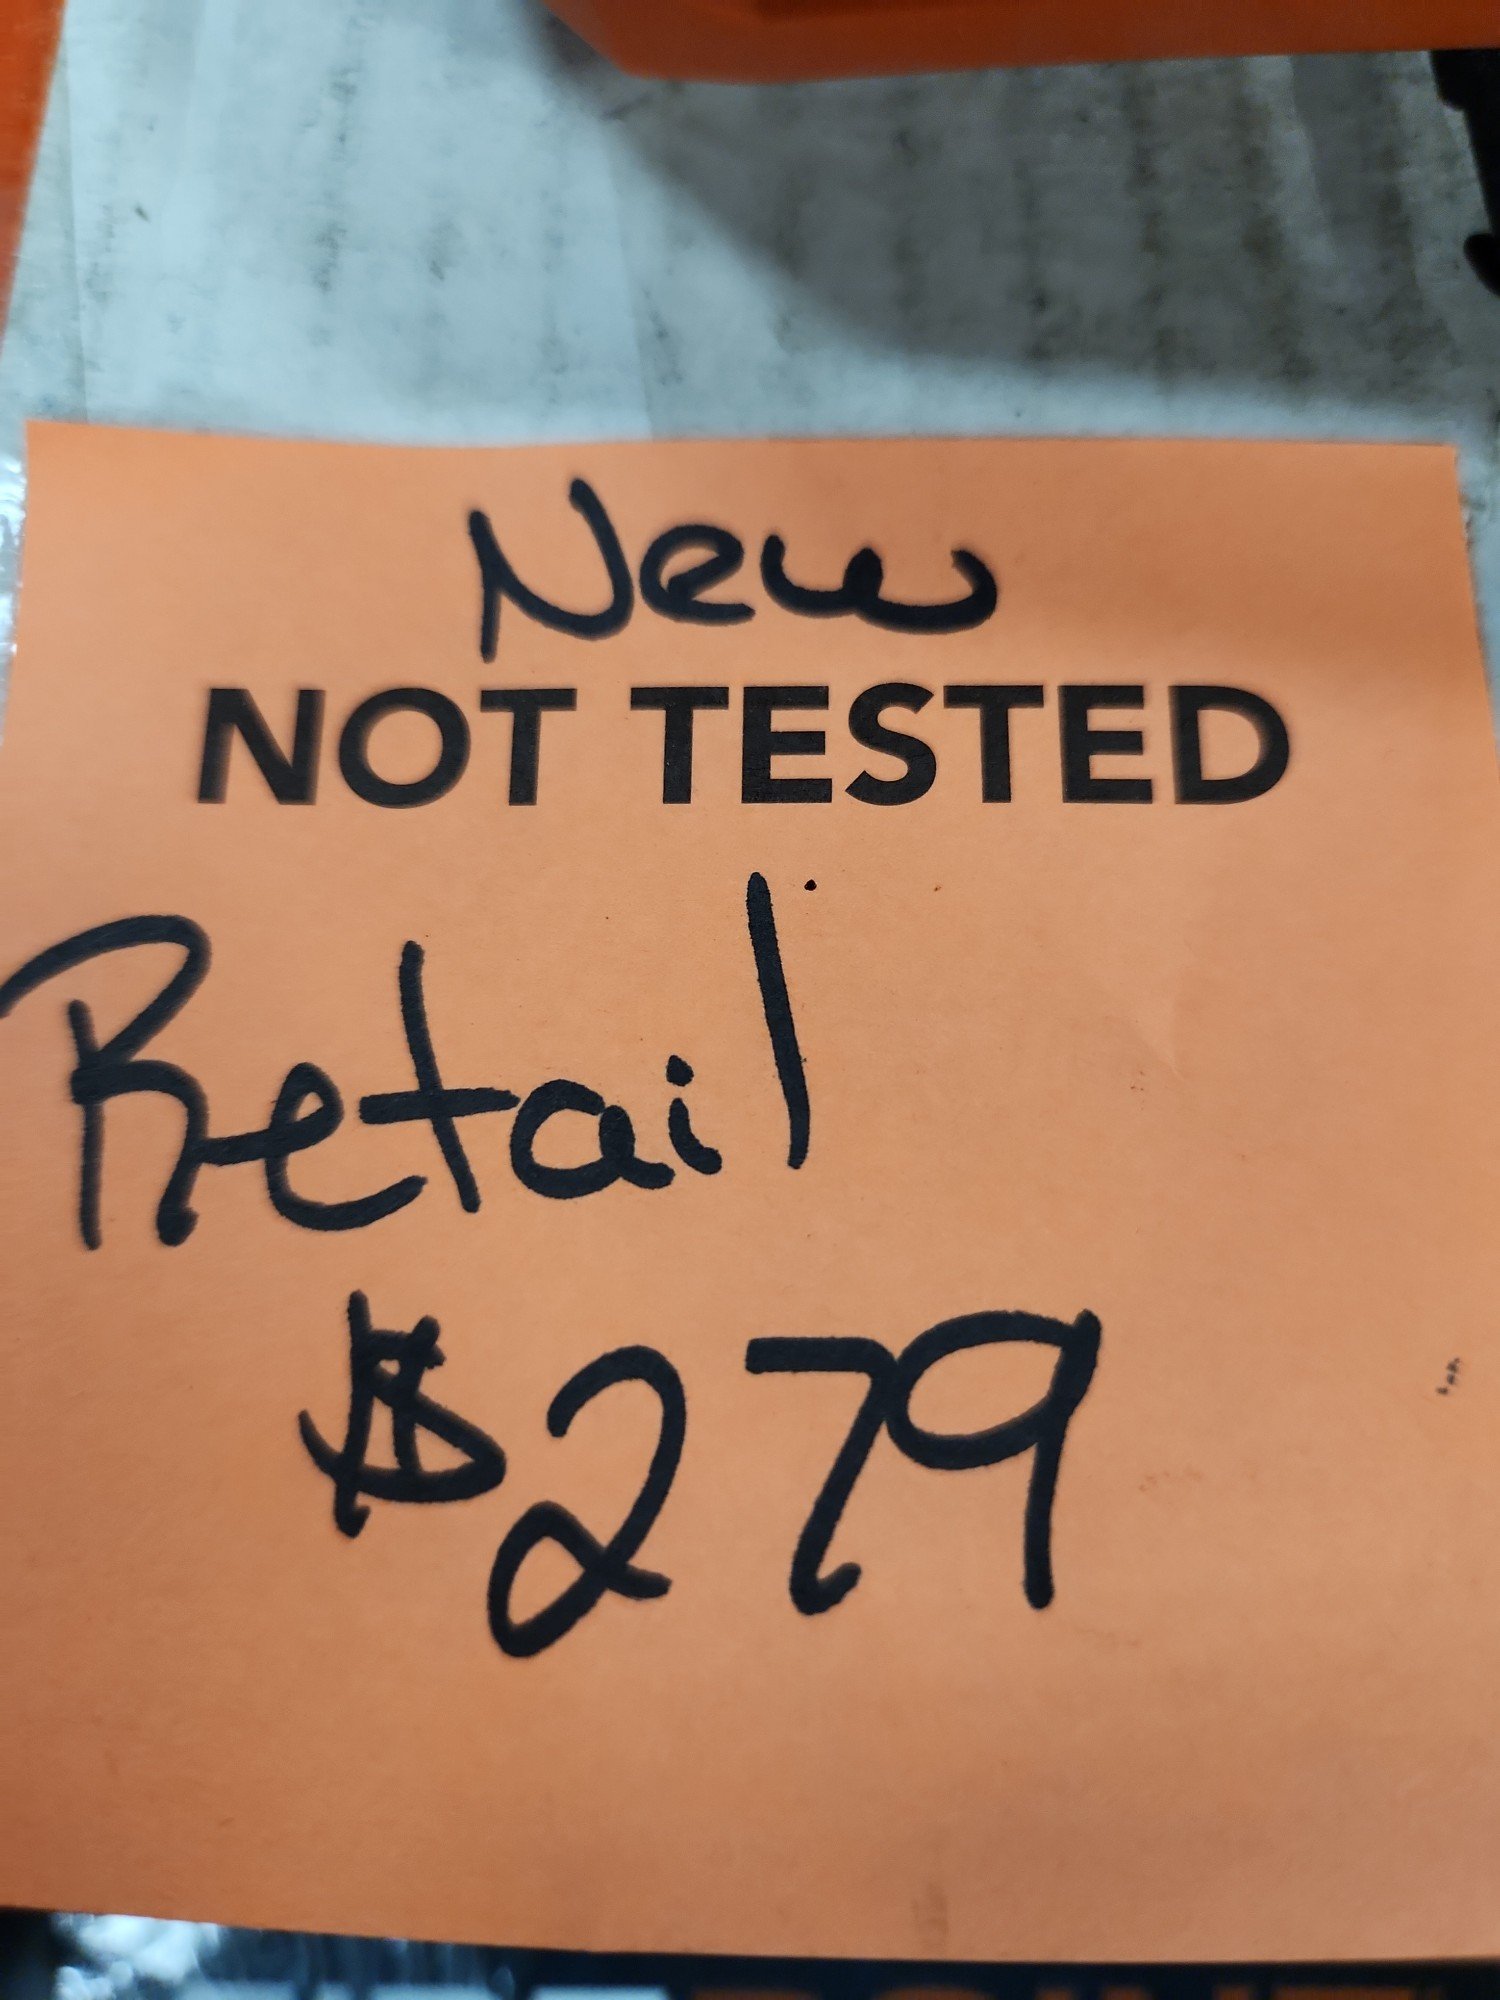 New
NOT TESTED
Retail
$279